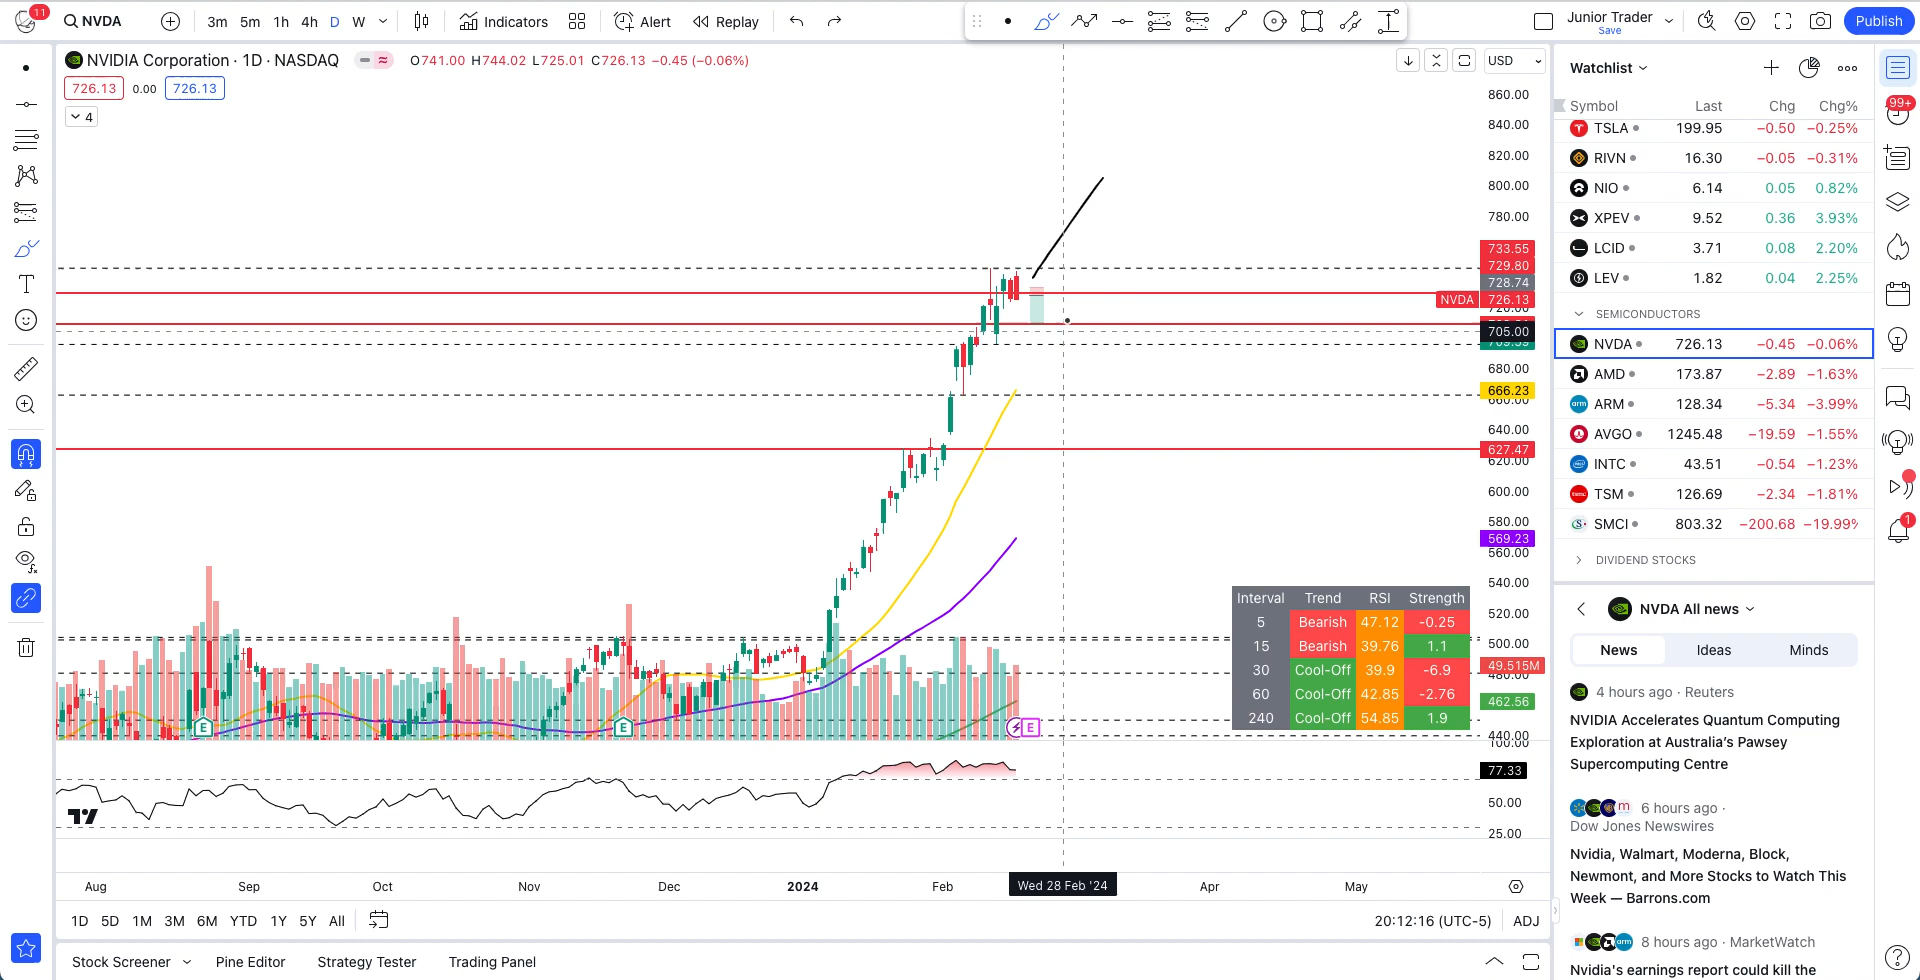 11
NVDA
3m 5m 1h 4h D W
Indicators
Alert
Replay
Junior Trader
Save
Publish
NVIDIA Corporation · 1D · NASDAQ
O741.00 H744.02 L725.01 C726.13 −0.45 (−0.06%)
USD
726.13 0.00 726.13
4
860.00
840.00
820.00
800.00
780.00
733.55
729.80
728.74
NVDA 726.13
705.00
680.00
666.23
660.00
640.00
627.47
620.00
600.00
580.00
569.23
560.00
540.00
520.00
500.00
49.515M
480.00
462.56
440.00
100.00
77.33
50.00
25.00
Interval Trend RSI Strength
5 Bearish 47.12 -0.25
15 Bearish 39.76 1.1
30 Cool-Off 39.9 -6.9
60 Cool-Off 42.85 -2.76
240 Cool-Off 54.85 1.9
E E E
Aug Sep Oct Nov Dec 2024 Feb Wed 28 Feb '24 Apr May
1D 5D 1M 3M 6M YTD 1Y 5Y All
20:12:16 (UTC-5) ADJ
Stock Screener Pine Editor Strategy Tester Trading Panel
Watchlist
Symbol Last Chg Chg%
TSLA 199.95 −0.50 −0.25%
RIVN 16.30 −0.05 −0.31%
NIO 6.14 0.05 0.82%
XPEV 9.52 0.36 3.93%
LCID 3.71 0.08 2.20%
LEV 1.82 0.04 2.25%
SEMICONDUCTORS
NVDA 726.13 −0.45 −0.06%
AMD 173.87 −2.89 −1.63%
arm ARM 128.34 −5.34 −3.99%
AVGO 1245.48 −19.59 −1.55%
INTC 43.51 −0.54 −1.23%
TSM 126.69 −2.34 −1.81%
SMCI 803.32 −200.68 −19.99%
DIVIDEND STOCKS
NVDA All news
News Ideas Minds
4 hours ago · Reuters
NVIDIA Accelerates Quantum Computing
Exploration at Australia's Pawsey
Supercomputing Centre
m 6 hours ago ·
Dow Jones Newswires
Nvidia, Walmart, Moderna, Block,
Newmont, and More Stocks to Watch This
Week — Barrons.com
arm 8 hours ago · MarketWatch
Nvidia's earnings report could kill the
99+
1